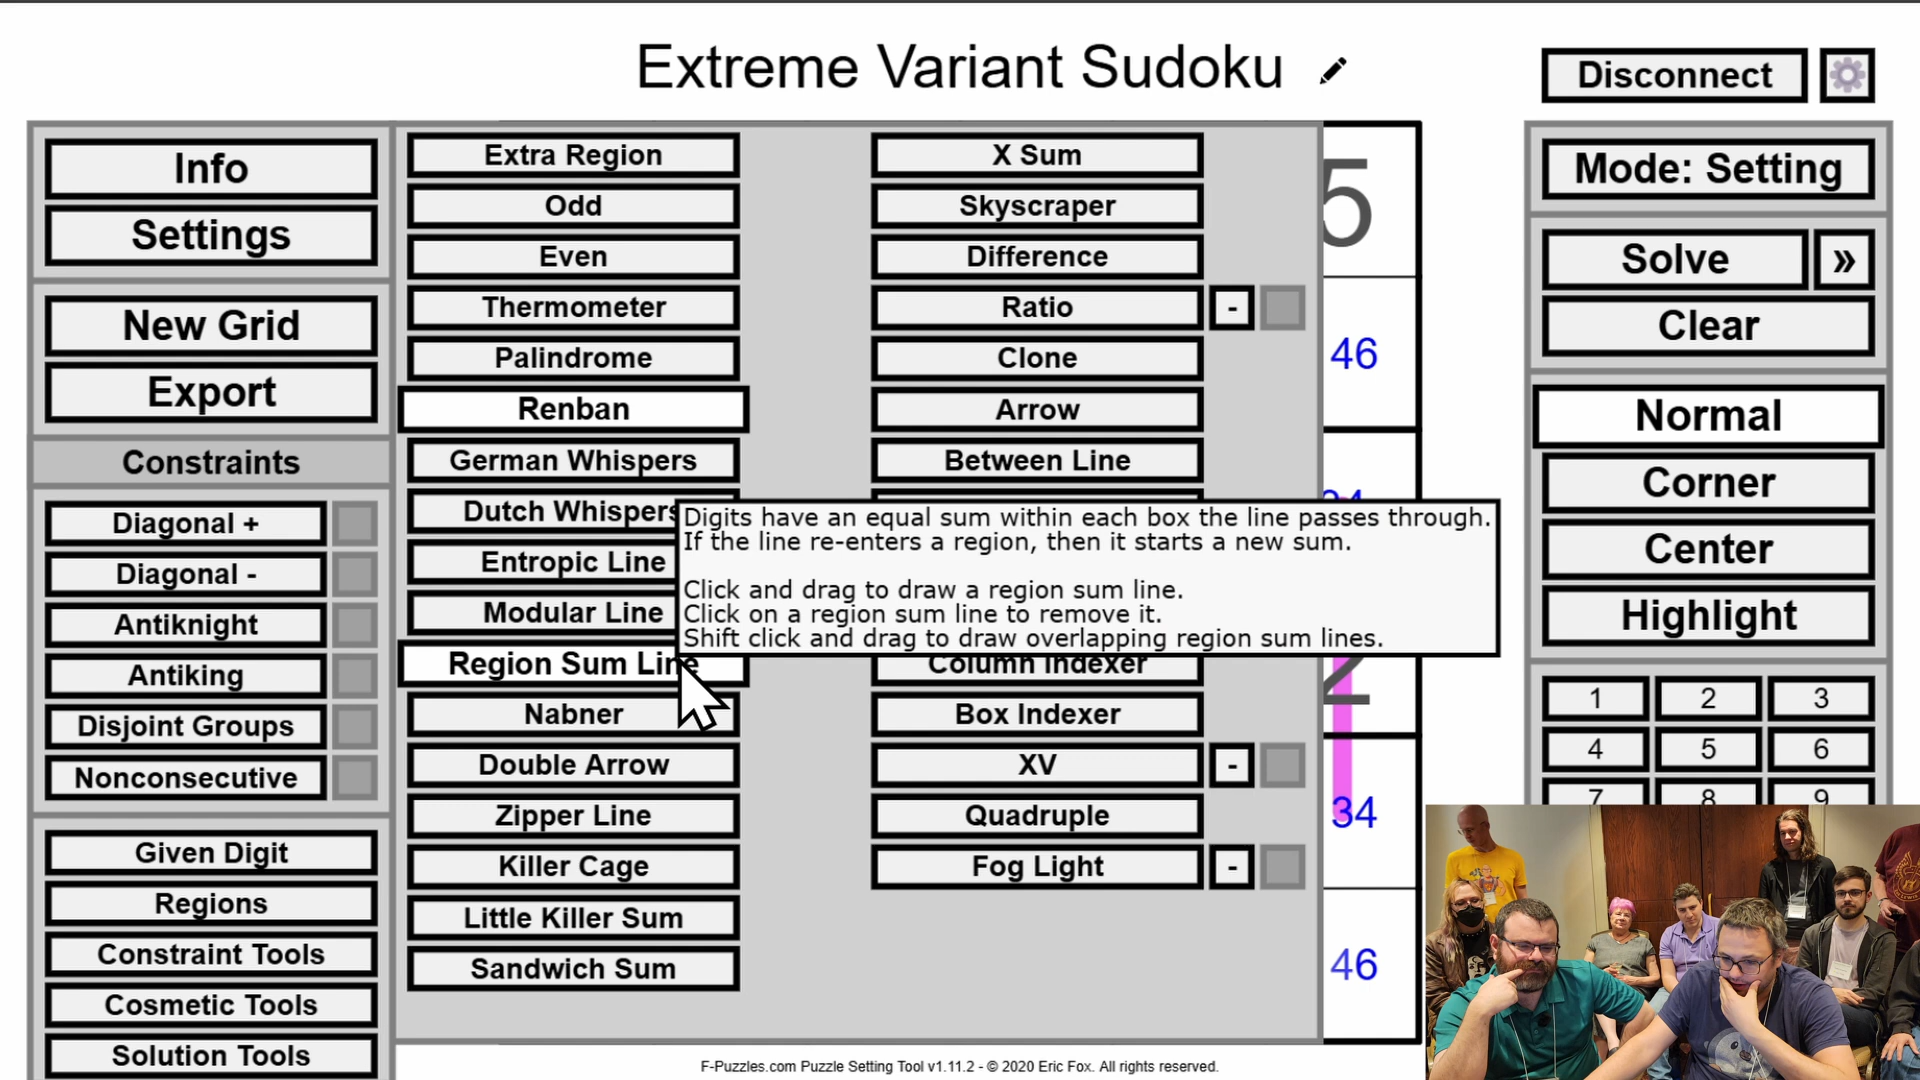 Extreme Variant Sudoku
Disconnect
Info
Settings
New Grid
Export
Constraints
Diagonal +
Diagonal -
Antiknight
Antiking
Disjoint Groups
Nonconsecutive
Given Digit
Regions
Constraint Tools
Cosmetic Tools
Solution Tools
Extra Region
Odd
Even
Thermometer
Palindrome
Renban
German Whispers
Dutch Whispers
Entropic Line
Modular Line
Region Sum Line
Nabner
Double Arrow
Zipper Line
Killer Cage
Little Killer Sum
Sandwich Sum
X Sum
Skyscraper
Difference
Ratio -
Clone
Arrow
Between Line
Digits have an equal sum within each box the line passes through.
If the line re-enters a region, then it starts a new sum.
Click and drag to draw a region sum line.
Click on a region sum line to remove it.
Shift click and drag to draw overlapping region sum lines.
Column Indexer
Box Indexer
XV -
Quadruple
Fog Light -
5
46
2
34
46
Mode: Setting
Solve »
Clear
Normal
Corner
Center
Highlight
1 2 3
4 5 6
7 8 9
F-Puzzles.com Puzzle Setting Tool v1.11.2 - © 2020 Eric Fox. All rights reserved.